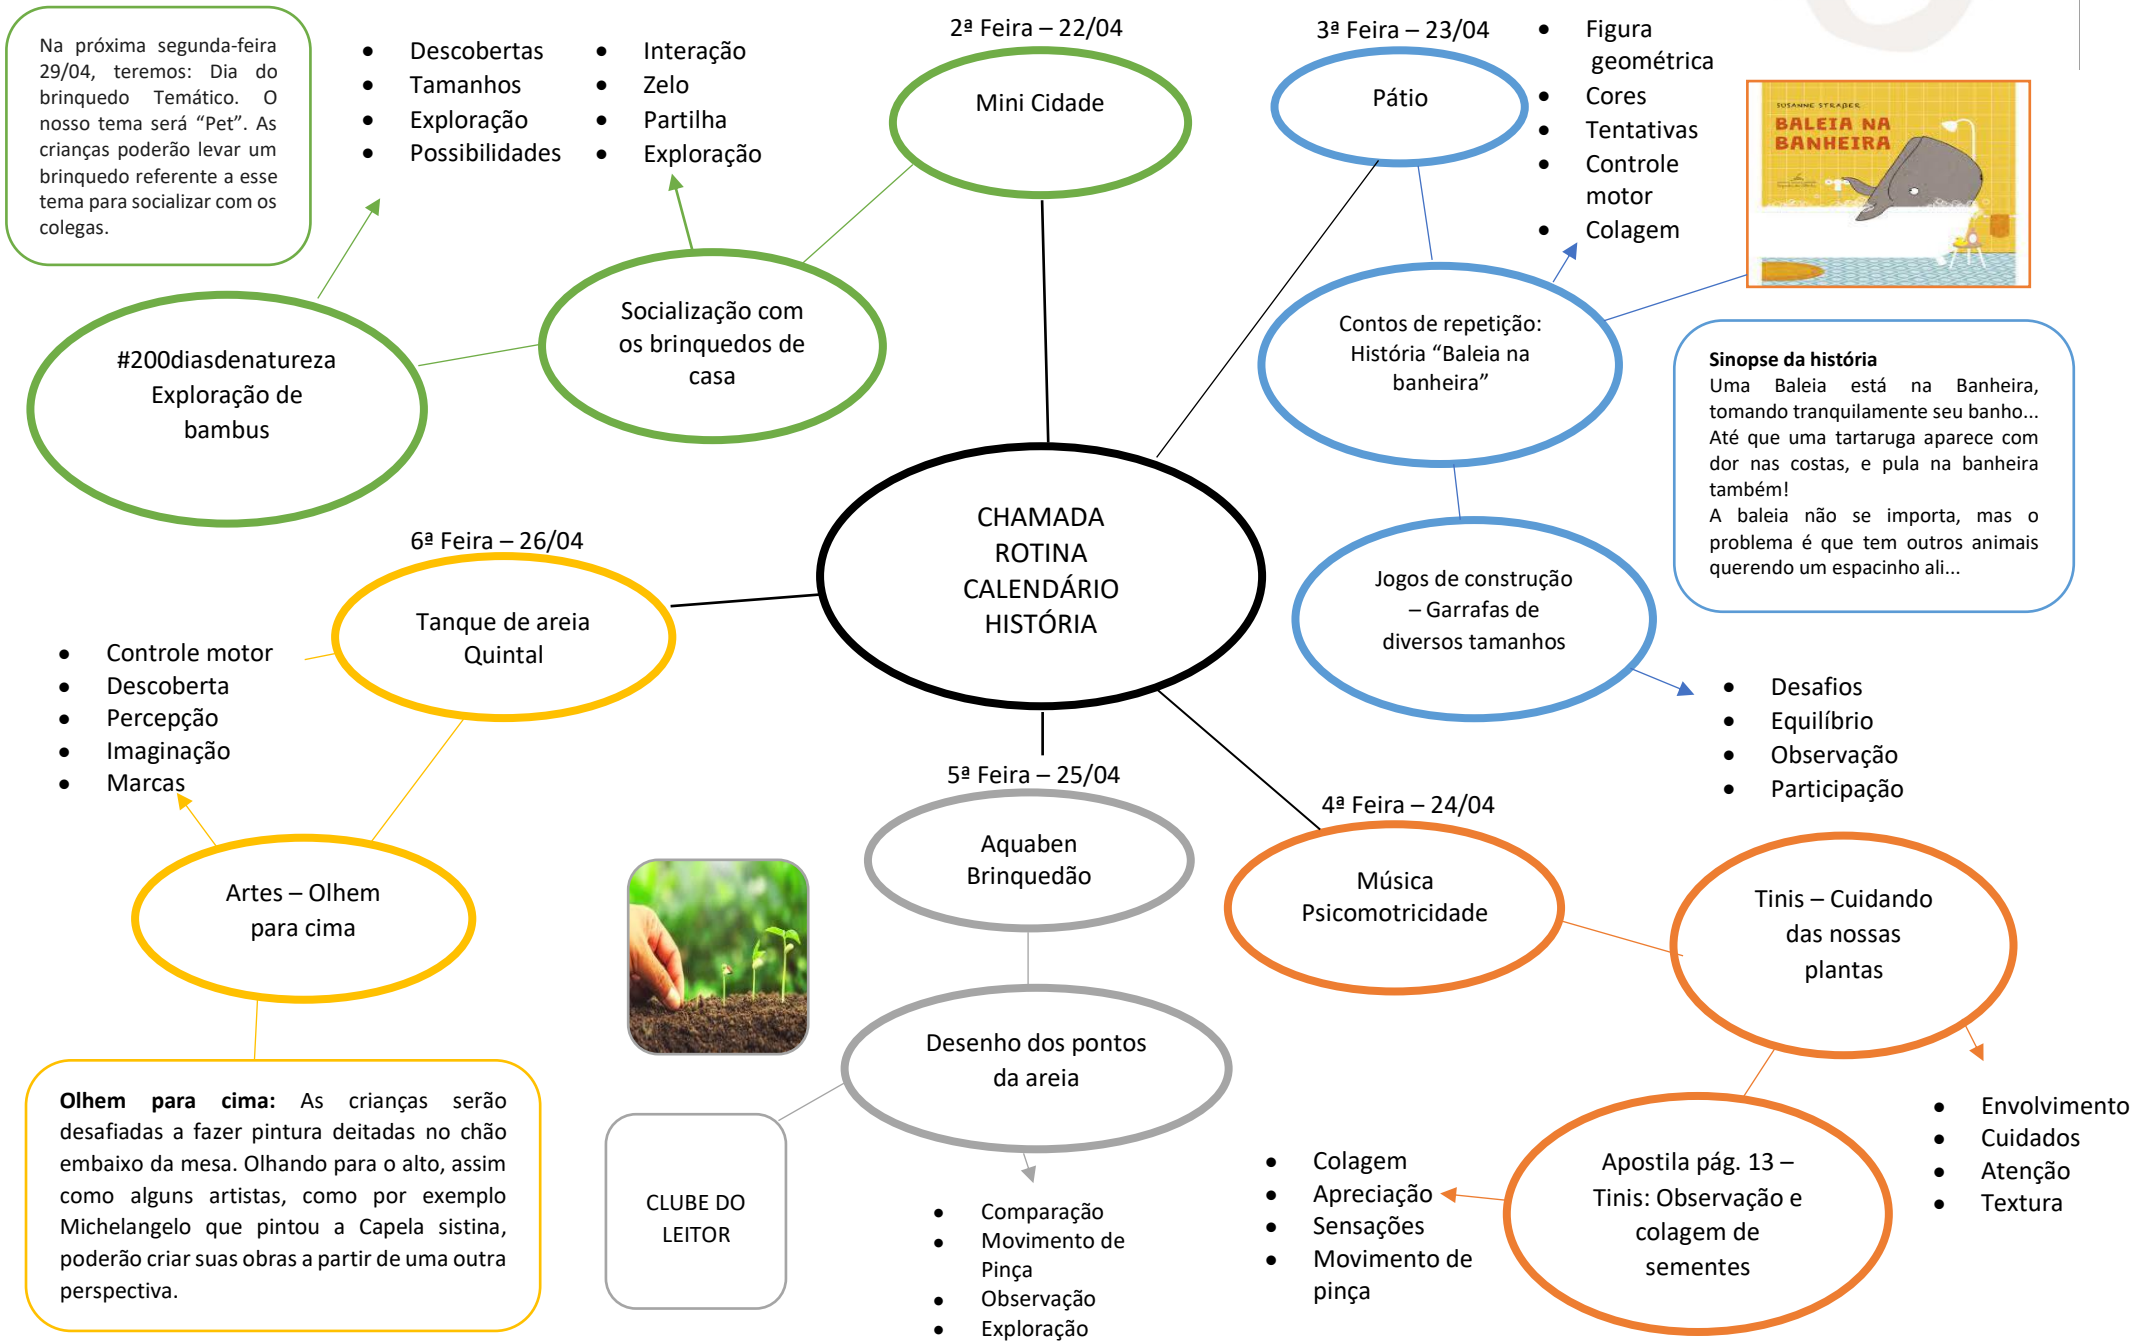 Na próxima segunda-feira
29/04, teremos: Dia do
brinquedo Temático. O
nosso tema será “Pet”. As
crianças poderão levar um
brinquedo referente a esse
tema para socializar com os
colegas.
• Descobertas
• Tamanhos
• Exploração
• Possibilidades
• Interação
• Zelo
• Partilha
• Exploração
2ª Feira – 22/04
Mini Cidade
Socialização com
os brinquedos de
casa
#200diasdenatureza
Exploração de
bambus
3ª Feira – 23/04
Pátio
• Figura
geométrica
• Cores
• Tentativas
• Controle
motor
• Colagem
SUSANNE STRAßER
BALEIA NA
BANHEIRA
Contos de repetição:
História “Baleia na
banheira”
Sinopse da história
Uma Baleia está na Banheira,
tomando tranquilamente seu banho...
Até que uma tartaruga aparece com
dor nas costas, e pula na banheira
também!
A baleia não se importa, mas o
problema é que tem outros animais
querendo um espacinho ali...
Jogos de construção
– Garrafas de
diversos tamanhos
• Desafios
• Equilíbrio
• Observação
• Participação
CHAMADA
ROTINA
CALENDÁRIO
HISTÓRIA
6ª Feira – 26/04
Tanque de areia
Quintal
• Controle motor
• Descoberta
• Percepção
• Imaginação
• Marcas
Artes – Olhem
para cima
Olhem para cima: As crianças serão
desafiadas a fazer pintura deitadas no chão
embaixo da mesa. Olhando para o alto, assim
como alguns artistas, como por exemplo
Michelangelo que pintou a Capela sistina,
poderão criar suas obras a partir de uma outra
perspectiva.
5ª Feira – 25/04
Aquaben
Brinquedão
Desenho dos pontos
da areia
CLUBE DO
LEITOR
• Comparação
• Movimento de
Pinça
• Observação
• Exploração
4ª Feira – 24/04
Música
Psicomotricidade
Tinis – Cuidando
das nossas
plantas
• Envolvimento
• Cuidados
• Atenção
• Textura
Apostila pág. 13 –
Tinis: Observação e
colagem de
sementes
• Colagem
• Apreciação
• Sensações
• Movimento de
pinça